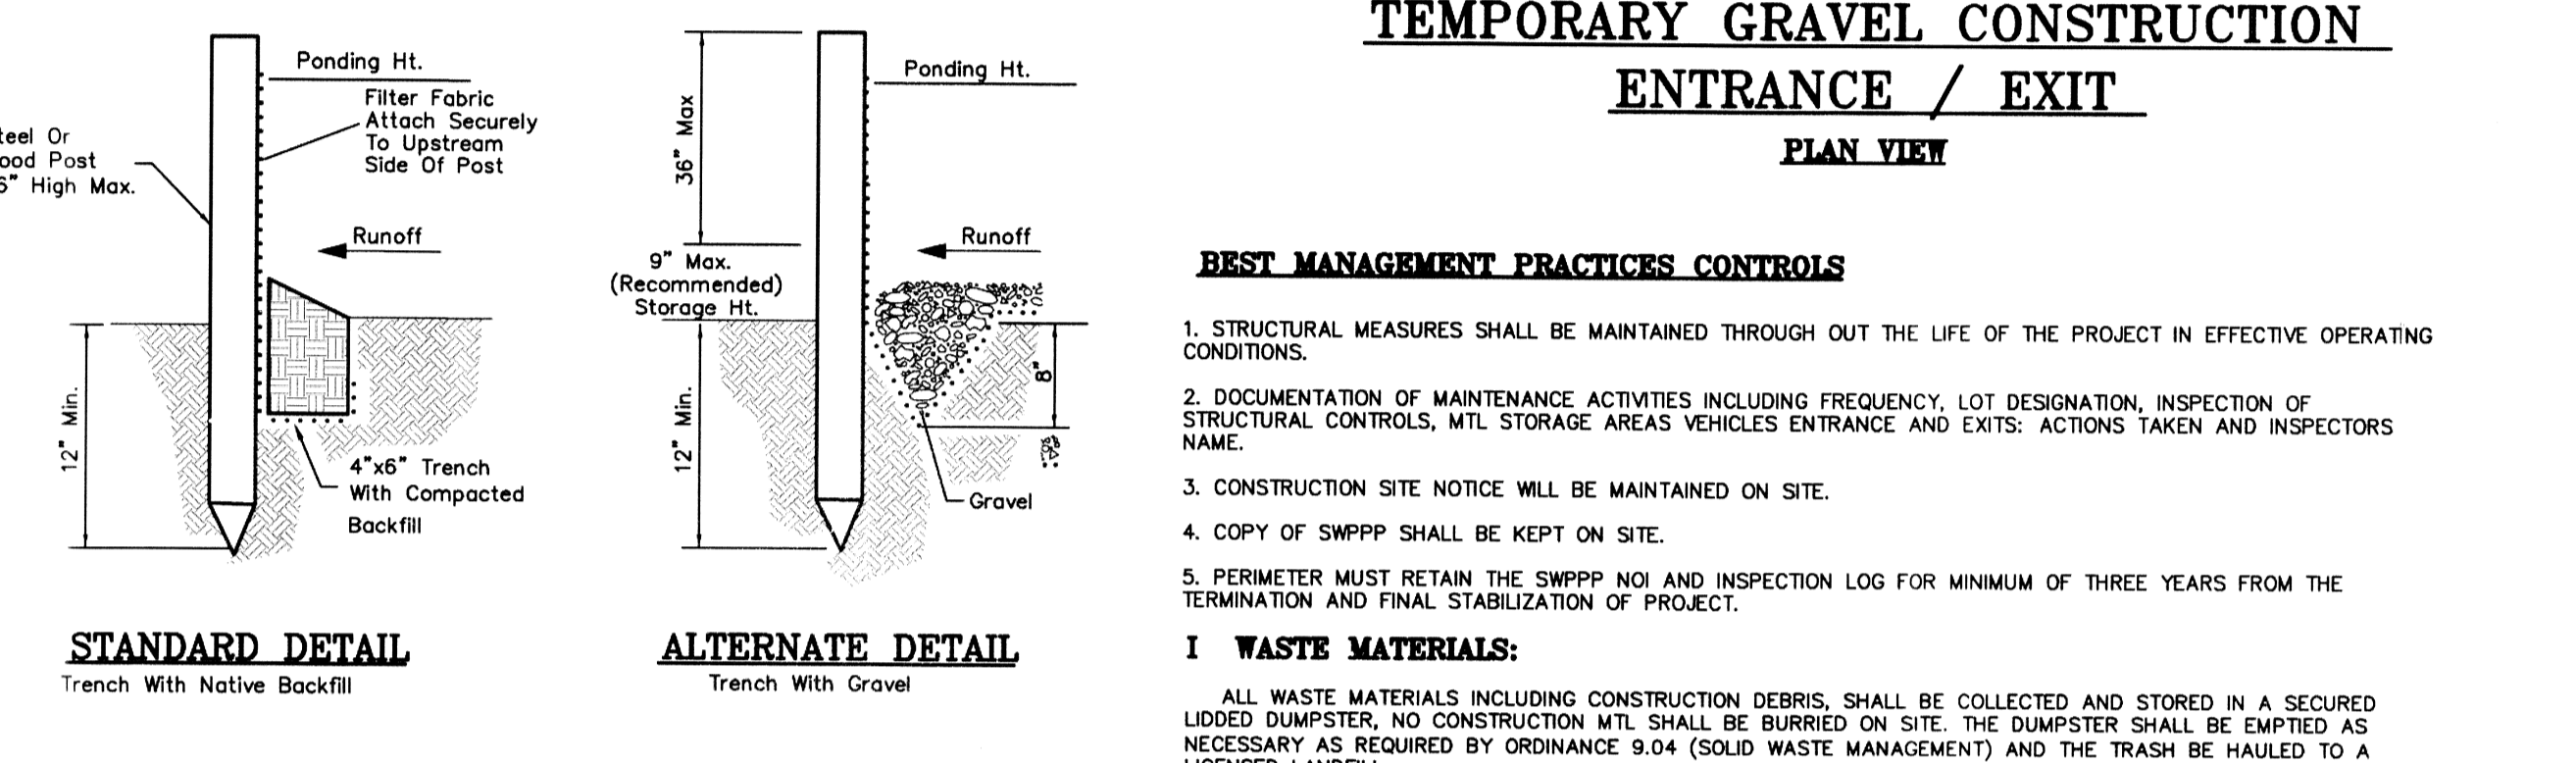 Ponding Ht.
Filter Fabric
Attach Securely
To Upstream
Side Of Post
teel Or
ood Post
6" High Max.
Runoff
12" Min.
4"x6" Trench
With Compacted
Backfill
STANDARD DETAIL
Trench With Native Backfill
Ponding Ht.
36" Max
Runoff
9" Max.
(Recommended)
Storage Ht.
12" Min.
8"
Gravel
ALTERNATE DETAIL
Trench With Gravel
TEMPORARY GRAVEL CONSTRUCTION
ENTRANCE / EXIT
PLAN VIEW
BEST MANAGEMENT PRACTICES CONTROLS
1. STRUCTURAL MEASURES SHALL BE MAINTAINED THROUGH OUT THE LIFE OF THE PROJECT IN EFFECTIVE OPERATING
CONDITIONS.
2. DOCUMENTATION OF MAINTENANCE ACTIVITIES INCLUDING FREQUENCY, LOT DESIGNATION, INSPECTION OF
STRUCTURAL CONTROLS, MTL STORAGE AREAS VEHICLES ENTRANCE AND EXITS: ACTIONS TAKEN AND INSPECTORS
NAME.
3. CONSTRUCTION SITE NOTICE WILL BE MAINTAINED ON SITE.
4. COPY OF SWPPP SHALL BE KEPT ON SITE.
5. PERIMETER MUST RETAIN THE SWPPP NOI AND INSPECTION LOG FOR MINIMUM OF THREE YEARS FROM THE
TERMINATION AND FINAL STABILIZATION OF PROJECT.
I WASTE MATERIALS:
ALL WASTE MATERIALS INCLUDING CONSTRUCTION DEBRIS, SHALL BE COLLECTED AND STORED IN A SECURED
LIDDED DUMPSTER, NO CONSTRUCTION MTL SHALL BE BURRIED ON SITE. THE DUMPSTER SHALL BE EMPTIED AS
NECESSARY AS REQUIRED BY ORDINANCE 9.04 (SOLID WASTE MANAGEMENT) AND THE TRASH BE HAULED TO A